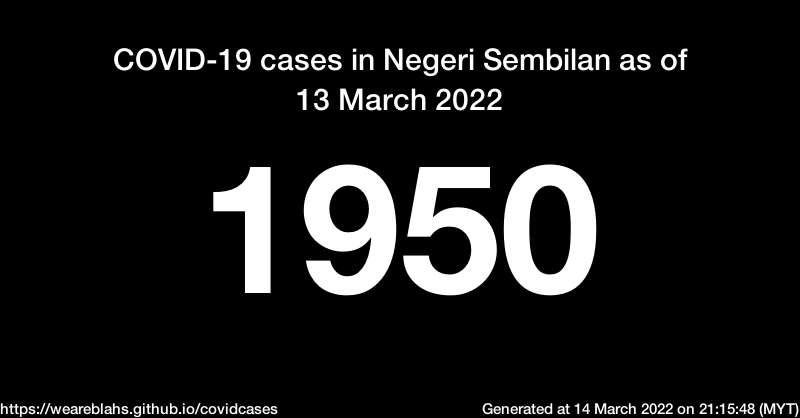 COVID-19 cases in Negeri Sembilan as of
13 March 2022
1950
https://weareblahs.github.io/covidcases
Generated at 14 March 2022 on 21:15:48 (MYT)